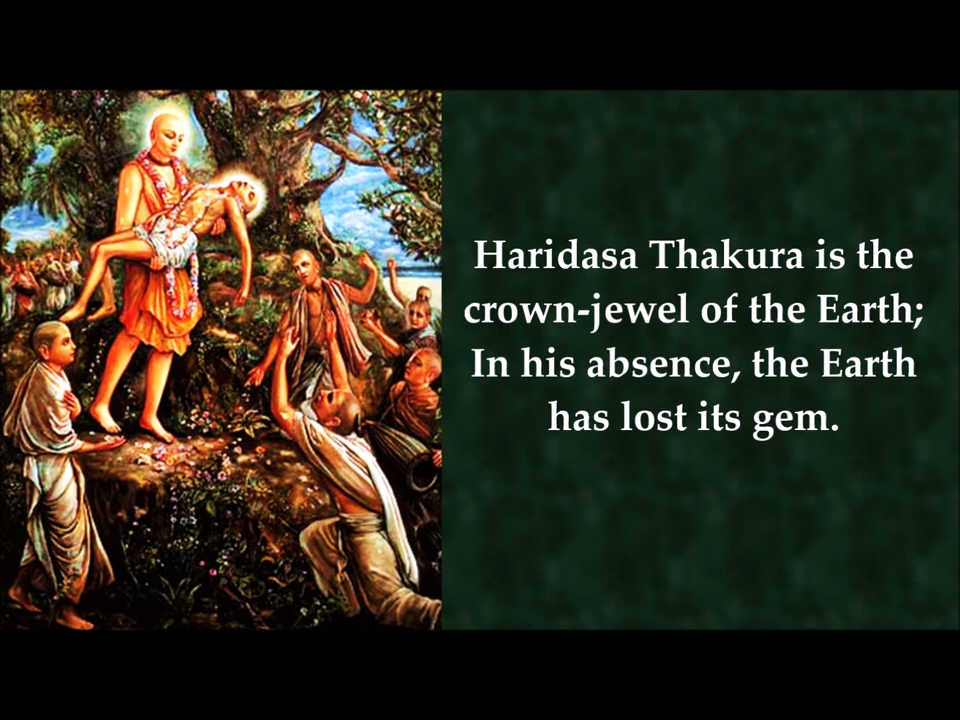 Haridasa Thakura is the
crown-jewel of the Earth;
In his absence, the Earth
has lost its gem.